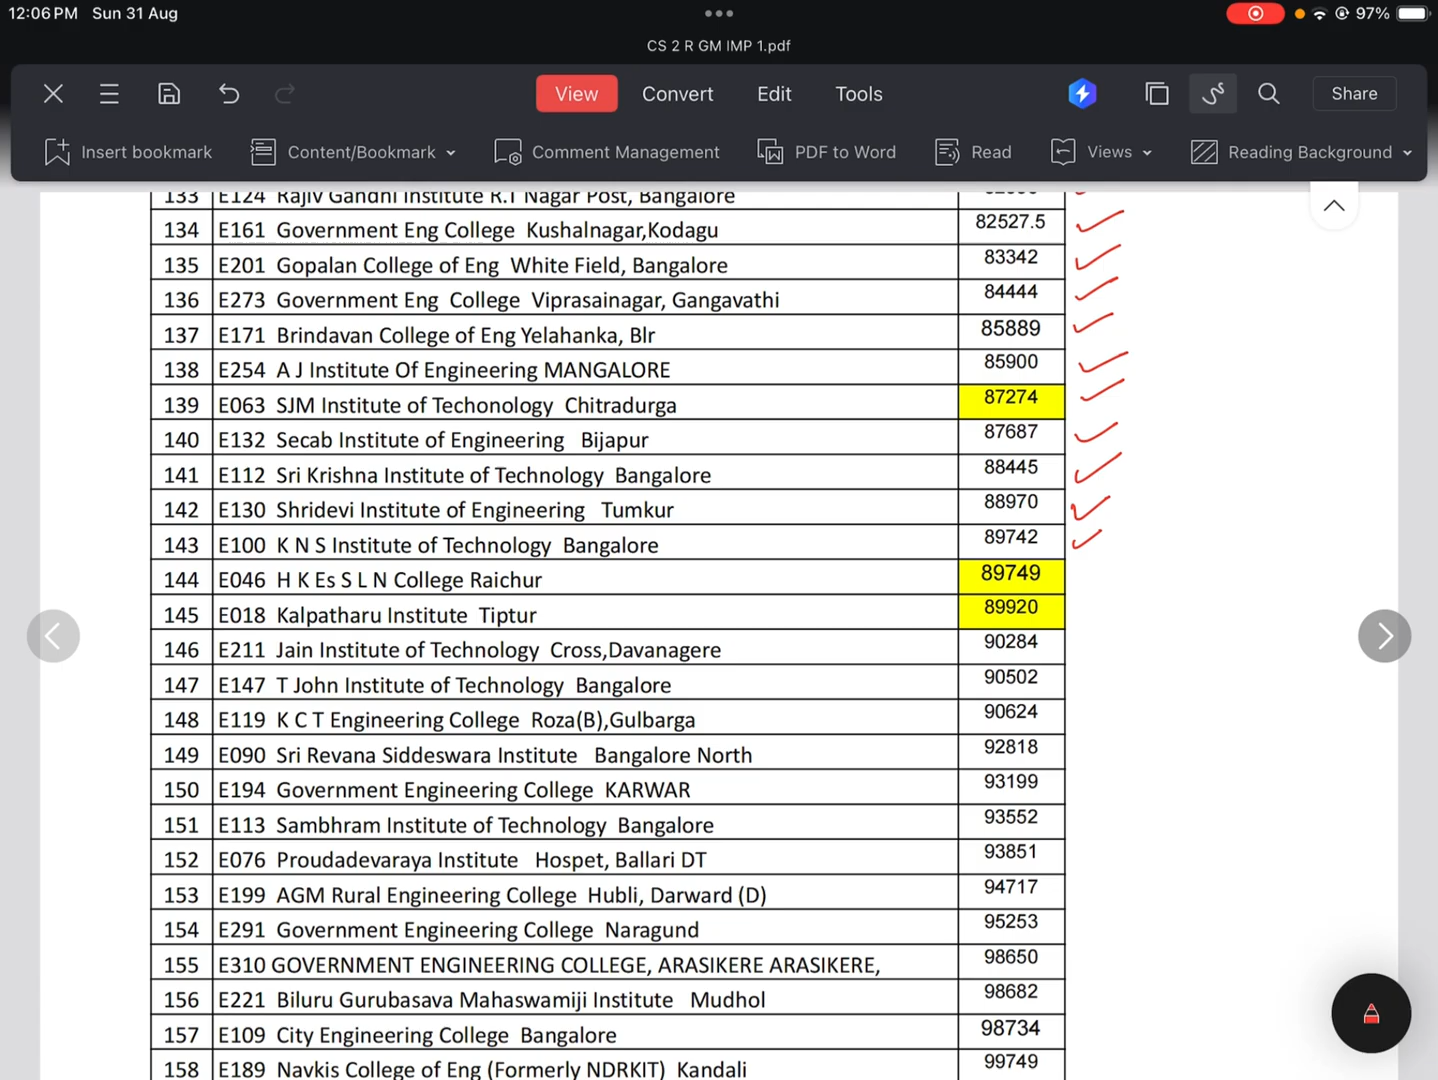 12:06 PM Sun 31 Aug
97%
CS 2 R GM IMP 1.pdf
View Convert Edit Tools Share
Insert bookmark Content/Bookmark Comment Management PDF to Word Read Views Reading Background
133 E124 Rajiv Gandhi Institute R.T Nagar Post, Bangalore
134 E161 Government Eng College Kushalnagar,Kodagu 82527.5
135 E201 Gopalan College of Eng White Field, Bangalore 83342
136 E273 Government Eng College Viprasainagar, Gangavathi 84444
137 E171 Brindavan College of Eng Yelahanka, Blr 85889
138 E254 A J Institute Of Engineering MANGALORE 85900
139 E063 SJM Institute of Techonology Chitradurga 87274
140 E132 Secab Institute of Engineering Bijapur 87687
141 E112 Sri Krishna Institute of Technology Bangalore 88445
142 E130 Shridevi Institute of Engineering Tumkur 88970
143 E100 K N S Institute of Technology Bangalore 89742
144 E046 H K Es S L N College Raichur 89749
145 E018 Kalpatharu Institute Tiptur 89920
146 E211 Jain Institute of Technology Cross,Davanagere 90284
147 E147 T John Institute of Technology Bangalore 90502
148 E119 K C T Engineering College Roza(B),Gulbarga 90624
149 E090 Sri Revana Siddeswara Institute Bangalore North 92818
150 E194 Government Engineering College KARWAR 93199
151 E113 Sambhram Institute of Technology Bangalore 93552
152 E076 Proudadevaraya Institute Hospet, Ballari DT 93851
153 E199 AGM Rural Engineering College Hubli, Darward (D) 94717
154 E291 Government Engineering College Naragund 95253
155 E310 GOVERNMENT ENGINEERING COLLEGE, ARASIKERE ARASIKERE, 98650
156 E221 Biluru Gurubasava Mahaswamiji Institute Mudhol 98682
157 E109 City Engineering College Bangalore 98734
158 E189 Navkis College of Eng (Formerly NDRKIT) Kandali 99749